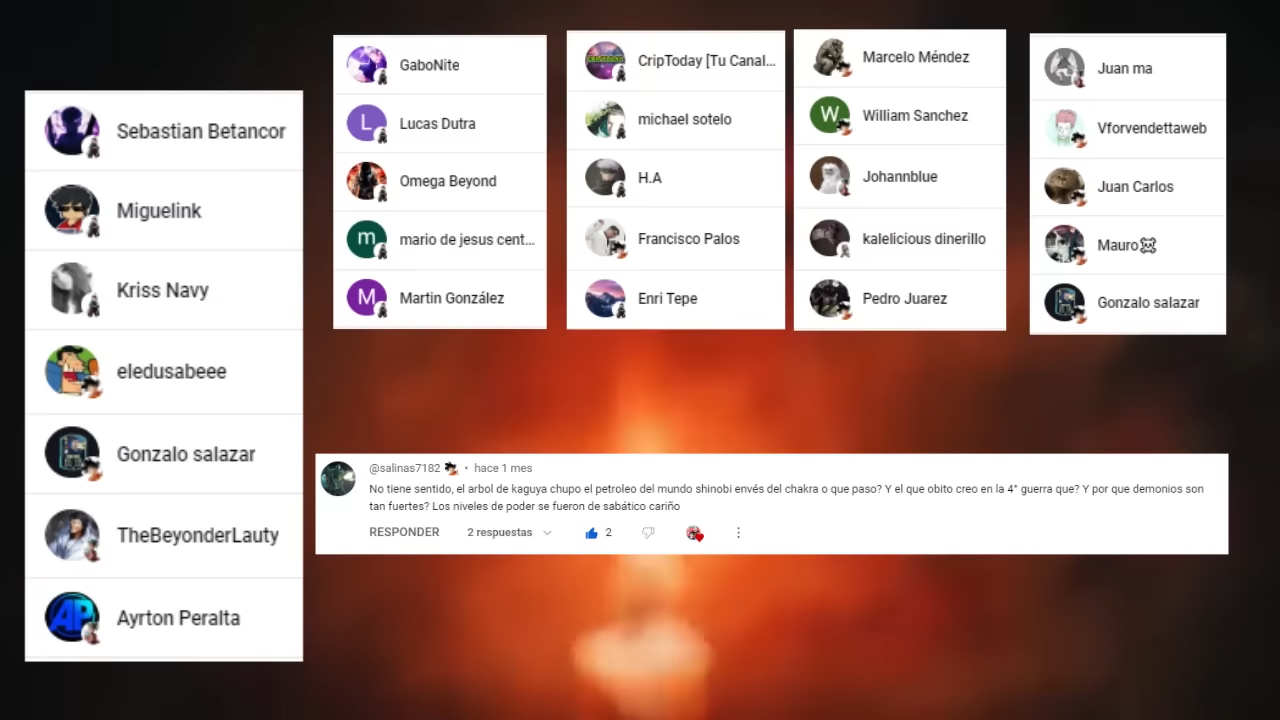 Sebastian Betancor
Miguelink
Kriss Navy
eledusabeee
Gonzalo salazar
TheBeyonderLauty
AP
Ayrton Peralta
GaboNite
L
Lucas Dutra
Omega Beyond
m
mario de jesus cent...
M
Martin González
CripToday [Tu Canal...
michael sotelo
H.A
Francisco Palos
Enri Tepe
Marcelo Méndez
W
William Sanchez
Johannblue
kalelicious dinerillo
Pedro Juarez
Juan ma
Vforvendettaweb
Juan Carlos
Mauro
Gonzalo salazar
@salinas7182 • hace 1 mes
No tiene sentido, el arbol de kaguya chupo el petroleo del mundo shinobi envés del chakra o que paso? Y el que obito creo en la 4° guerra que? Y por que demonios son
tan fuertes? Los niveles de poder se fueron de sabático cariño
RESPONDER 2 respuestas 2